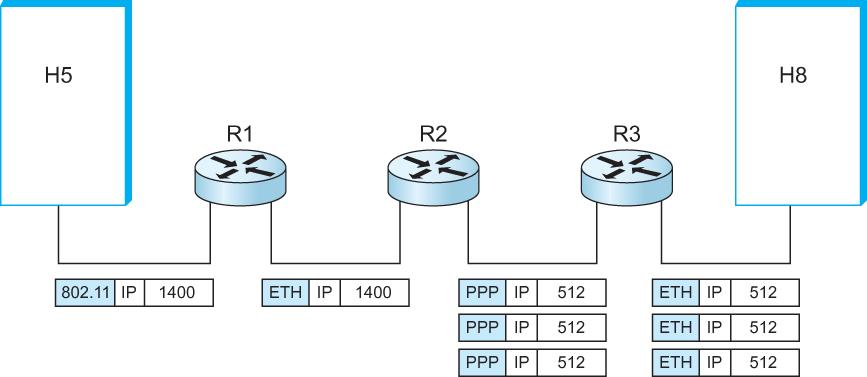 H5
H8
R1
R2
R3
802.11 IP 1400
ETH IP 1400
PPP IP 512
ETH IP 512
PPP IP 512
ETH IP 512
PPP IP 512
ETH IP 512